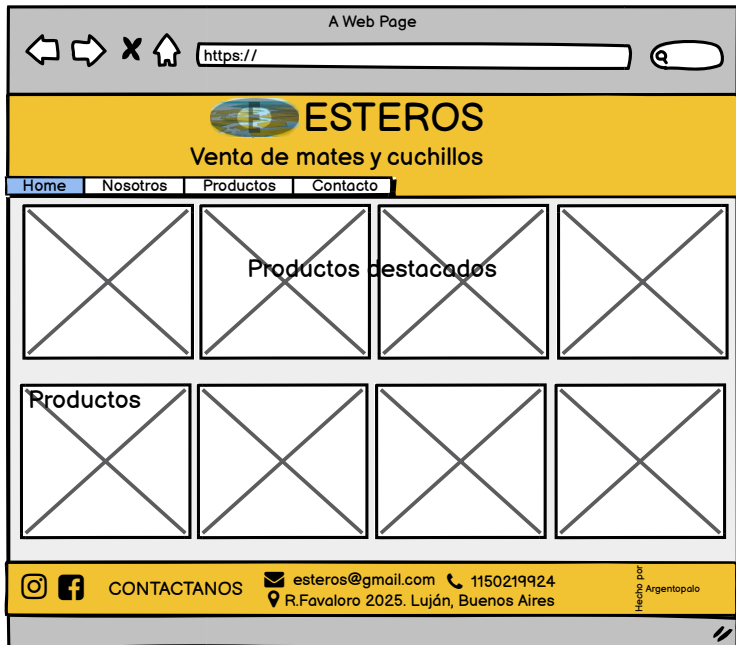 A Web Page
https://
E
ESTEROS
Venta de mates y cuchillos
Home Nosotros Productos Contacto
Productos destacados
Productos
CONTACTANOS
esteros@gmail.com 1150219924
R.Favaloro 2025. Luján, Buenos Aires
Hecho por
Argentopalo